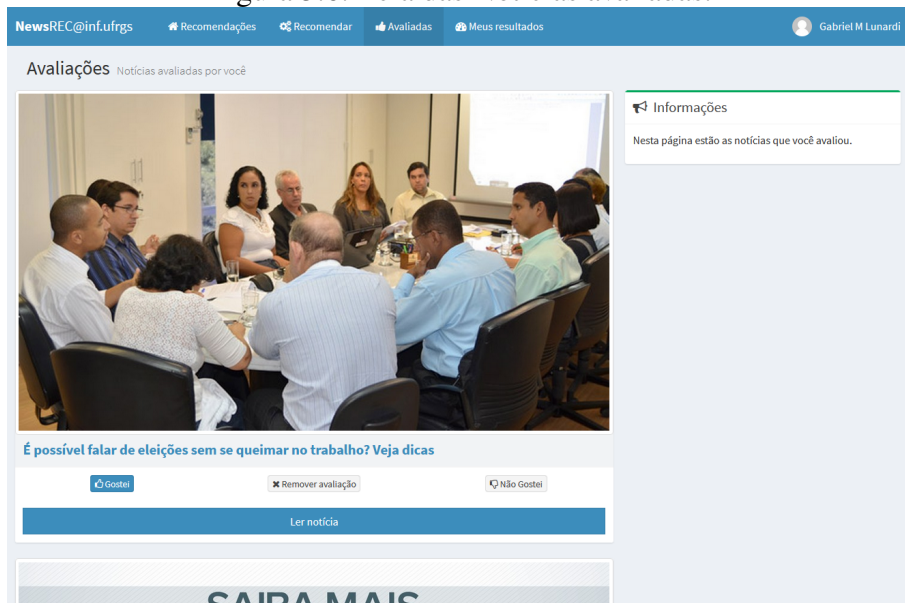 NewsREC@inf.ufrgs Recomendações Recomendar Avaliadas Meus resultados Gabriel M Lunardi
Avaliações Notícias avaliadas por você
Informações
Nesta página estão as notícias que você avaliou.
É possível falar de eleições sem se queimar no trabalho? Veja dicas
Gostei Remover avaliação Não Gostei
Ler notícia
SAIBA MAIS